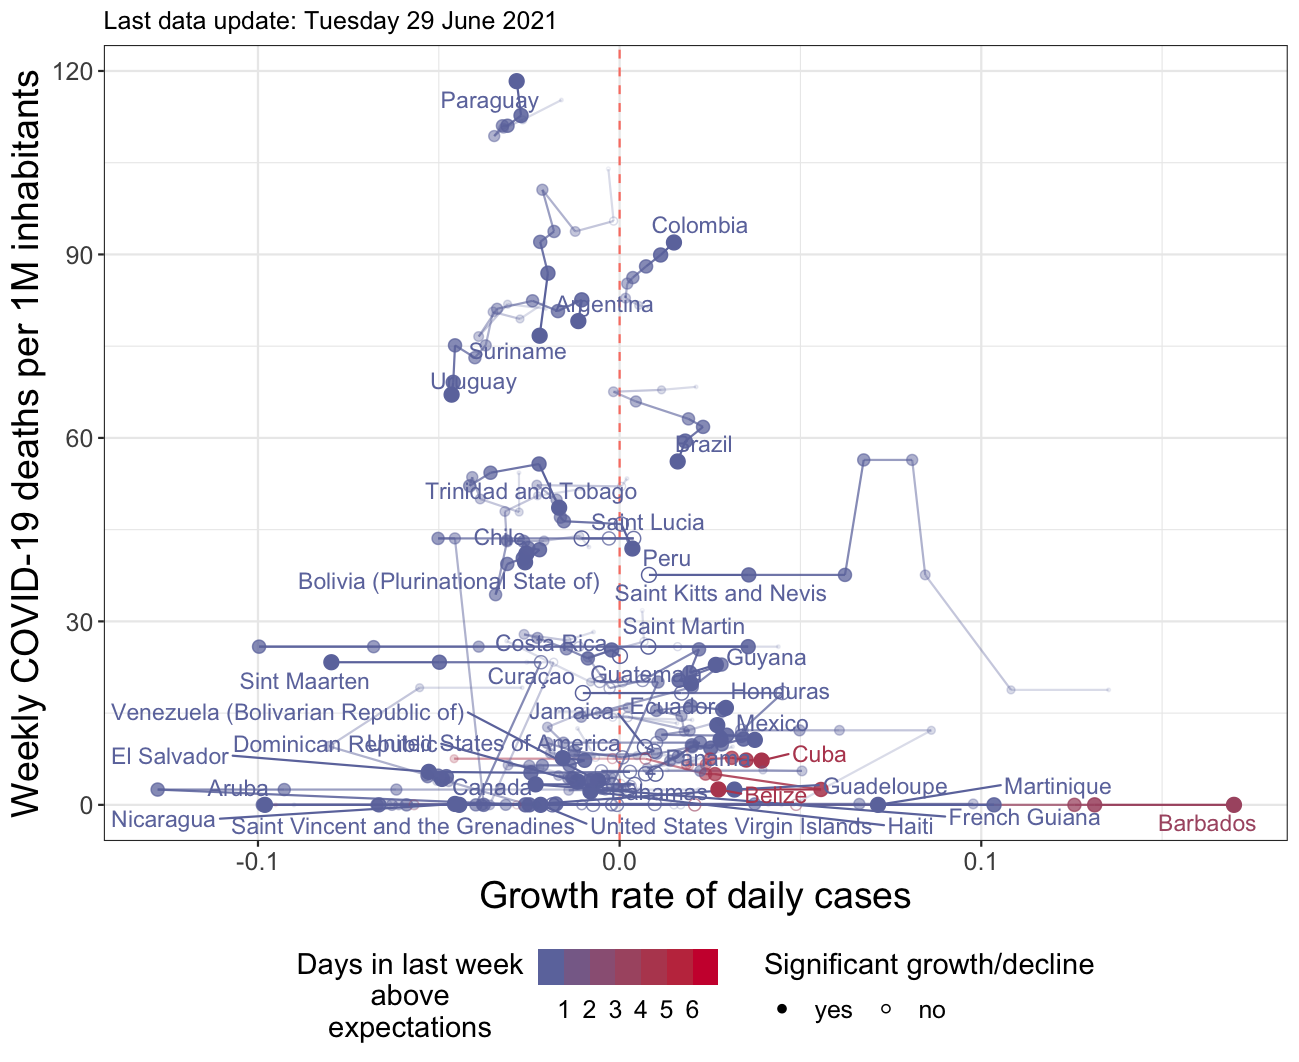 Last data update: Tuesday 29 June 2021
Weekly COVID-19 deaths per 1M inhabitants
120
90
60
30
0
Paraguay
Colombia
Argentina
Suriname
Uruguay
Brazil
Trinidad and Tobago
Saint Lucia
Chile
Peru
Bolivia (Plurinational State of)
Saint Kitts and Nevis
Saint Martin
Costa Rica
Guyana
Guatemala
Curaçao
Sint Maarten
Honduras
Ecuador
Jamaica
Venezuela (Bolivarian Republic of)
Mexico
Dominican Republic
United States of America
El Salvador
Panama
Cuba
Aruba
Canada
Bahamas
Belize
Guadeloupe
Martinique
Nicaragua
Saint Vincent and the Grenadines
United States Virgin Islands
Haiti
French Guiana
Barbados
-0.1
0.0
0.1
Growth rate of daily cases
Days in last week
above
expectations
1 2 3 4 5 6
Significant growth/decline
yes
no